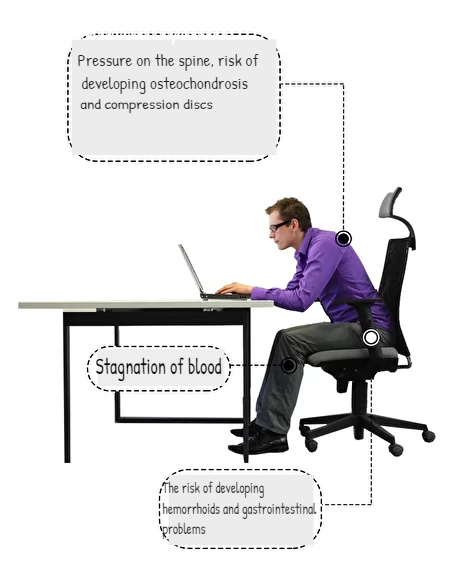 Pressure on the spine, risk of
developing osteochondrosis
and compression discs
Stagnation of blood
The risk of developing
hemorrhoids and gastrointestinal
problems